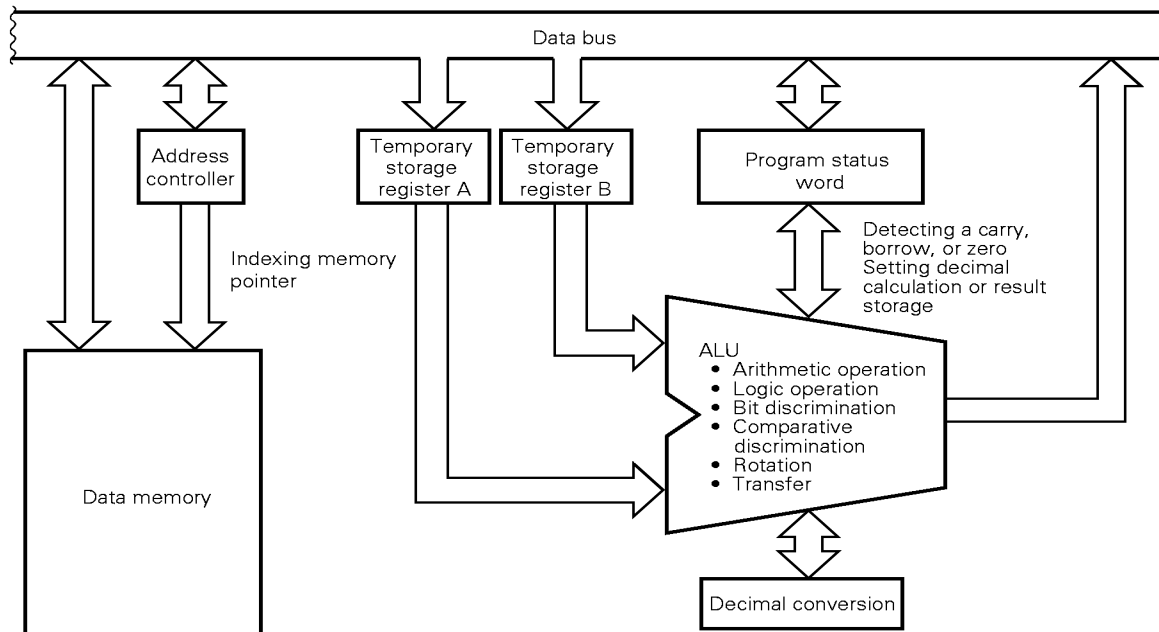 Data bus
Address
controller
Temporary
storage
register A
Temporary
storage
register B
Program status
word
Indexing memory
pointer
Detecting a carry,
borrow, or zero
Setting decimal
calculation or result
storage
ALU
• Arithmetic operation
• Logic operation
• Bit discrimination
• Comparative
discrimination
• Rotation
• Transfer
Data memory
Decimal conversion